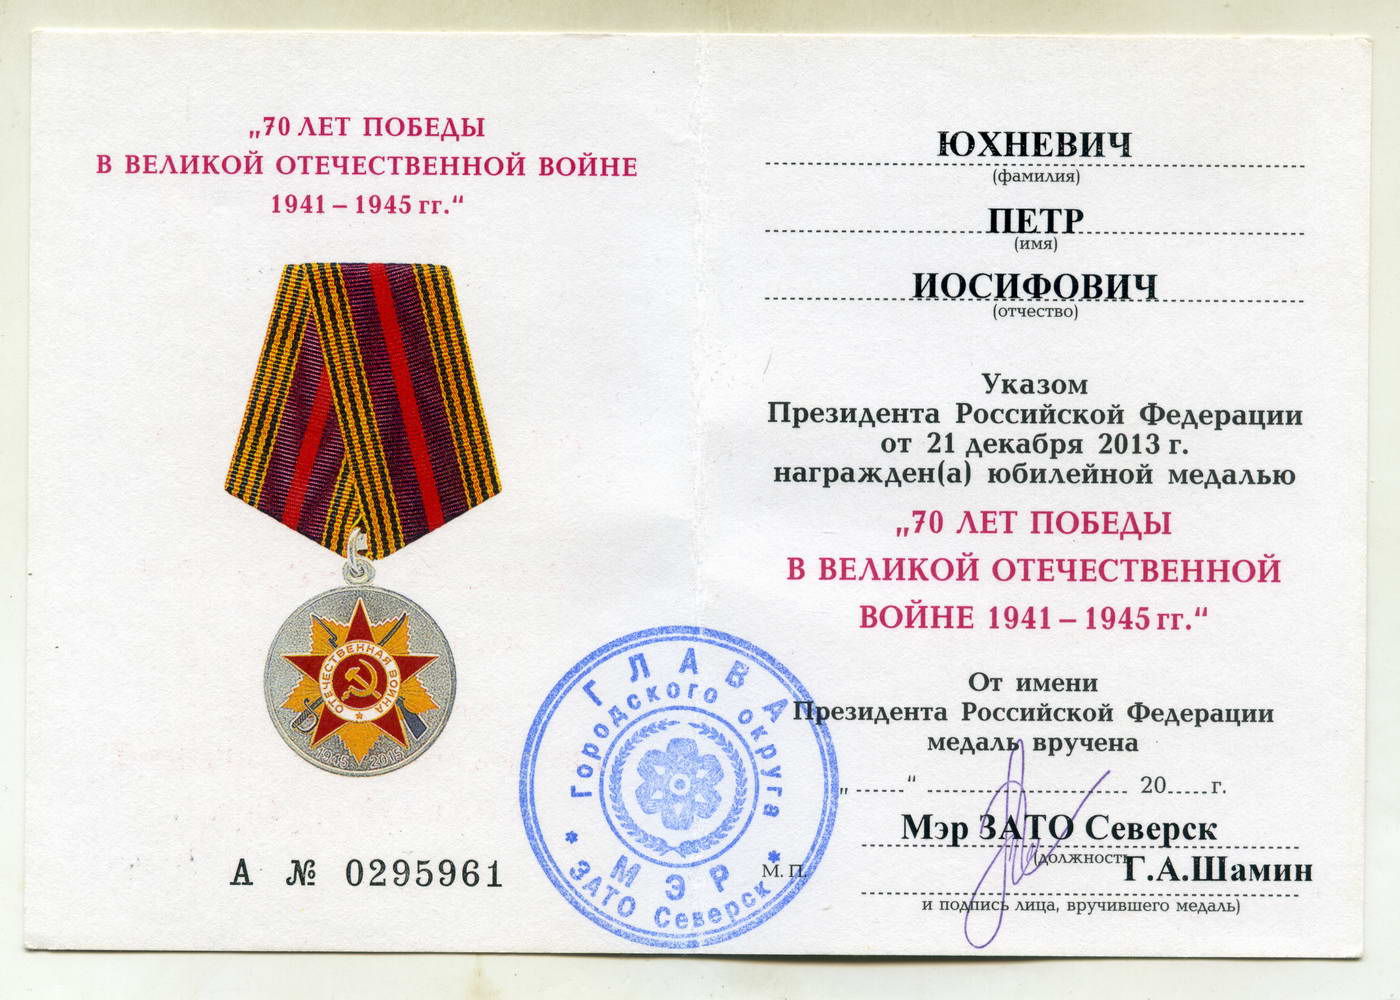 „70 ЛЕТ ПОБЕДЫ
В ВЕЛИКОЙ ОТЕЧЕСТВЕННОЙ ВОЙНЕ
1941 – 1945 гг.“
ОТЕЧЕСТВЕННАЯ ВОЙНА
1945 2015
А № 0295961
ЮХНЕВИЧ
(фамилия)
ПЕТР
(имя)
ИОСИФОВИЧ
(отчество)
Указом
Президента Российской Федерации
от 21 декабря 2013 г.
награжден(а) юбилейной медалью
„70 ЛЕТ ПОБЕДЫ
В ВЕЛИКОЙ ОТЕЧЕСТВЕННОЙ
ВОЙНЕ 1941 – 1945 гг.“
От имени
Президента Российской Федерации
медаль вручена
„......“ .............................. 20.....г.
Мэр ЗАТО Северск
(должность
Г.А.Шамин
М. П.
и подпись лица, вручившего медаль)
ГЛАВА
Городского округа
* МЭР *
ЗАТО Северск